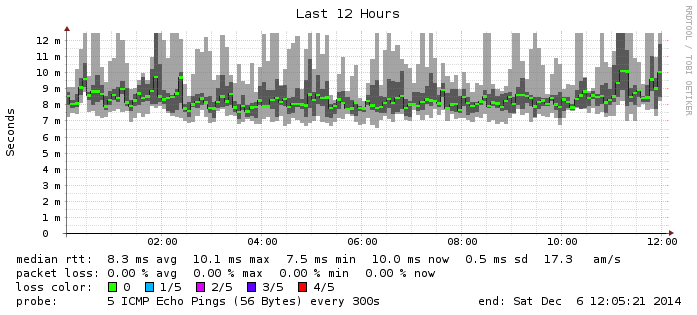 Last 12 Hours
RRDTOOL / TOBI OETIKER
Seconds
12 m
11 m
10 m
9 m
8 m
7 m
6 m
5 m
4 m
3 m
2 m
1 m
0
02:00 04:00 06:00 08:00 10:00 12:00
median rtt: 8.3 ms avg 10.1 ms max 7.5 ms min 10.0 ms now 0.5 ms sd 17.3 am/s
packet loss: 0.00 % avg 0.00 % max 0.00 % min 0.00 % now
loss color: 0 1/5 2/5 3/5 4/5
probe: 5 ICMP Echo Pings (56 Bytes) every 300s end: Sat Dec 6 12:05:21 2014